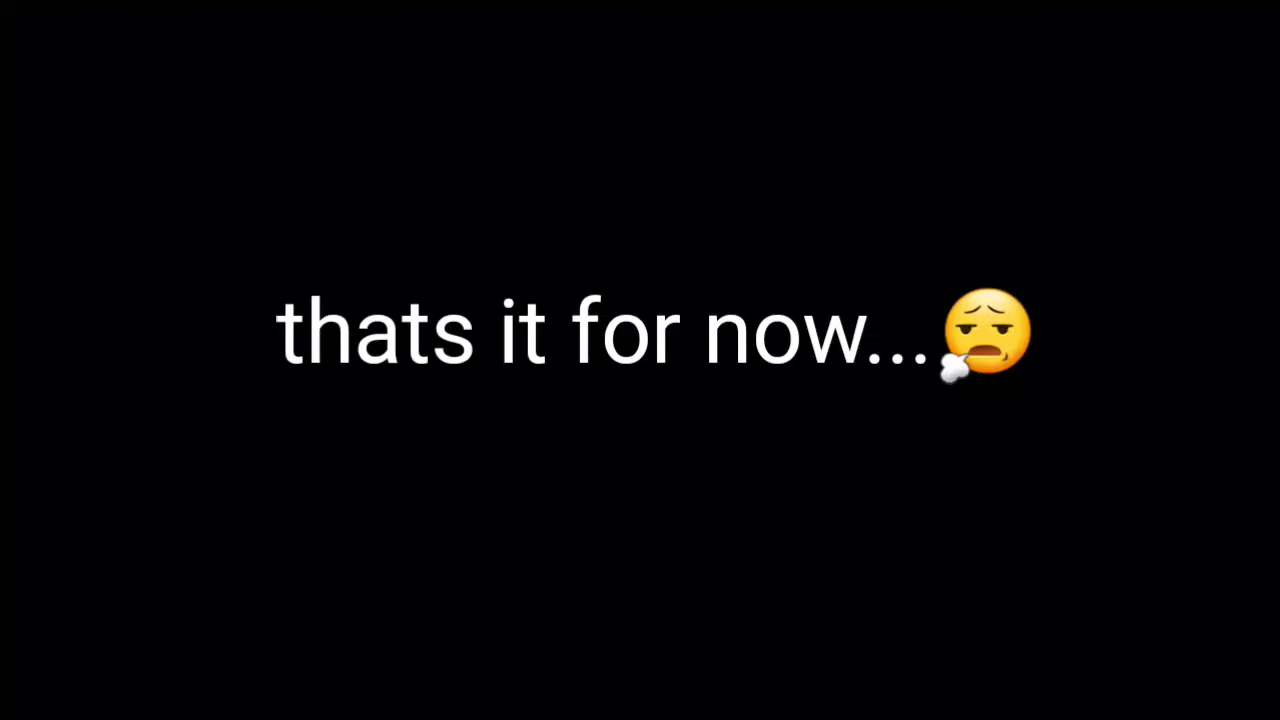 thats it for now...😮‍💨